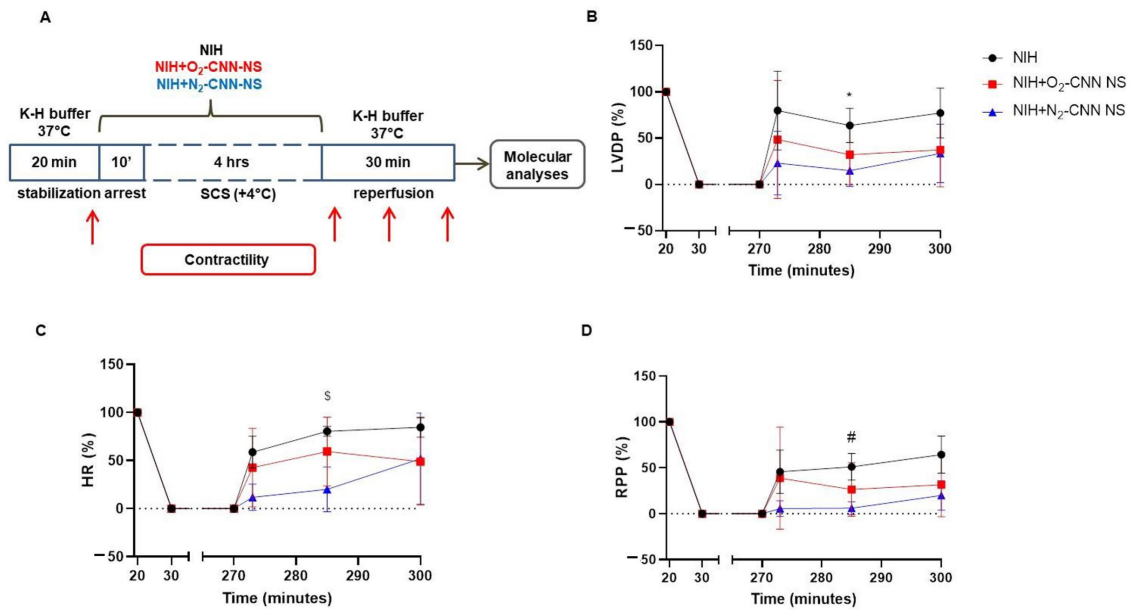 A
NIH
NIH+O₂-CNN-NS
NIH+N₂-CNN-NS
K-H buffer
37°C
K-H buffer
37°C
20 min
10’
4 hrs
30 min
Molecular
analyses
stabilization arrest
SCS (+4°C)
reperfusion
Contractility
B
LVDP (%)
150
100
50
0
−50
*
20
30
270
280
290
300
Time (minutes)
NIH
NIH+O₂-CNN NS
NIH+N₂-CNN NS
C
HR (%)
150
100
50
0
−50
$
20
30
270
280
290
300
Time (minutes)
D
RPP (%)
150
100
50
0
−50
#
20
30
270
280
290
300
Time (minutes)